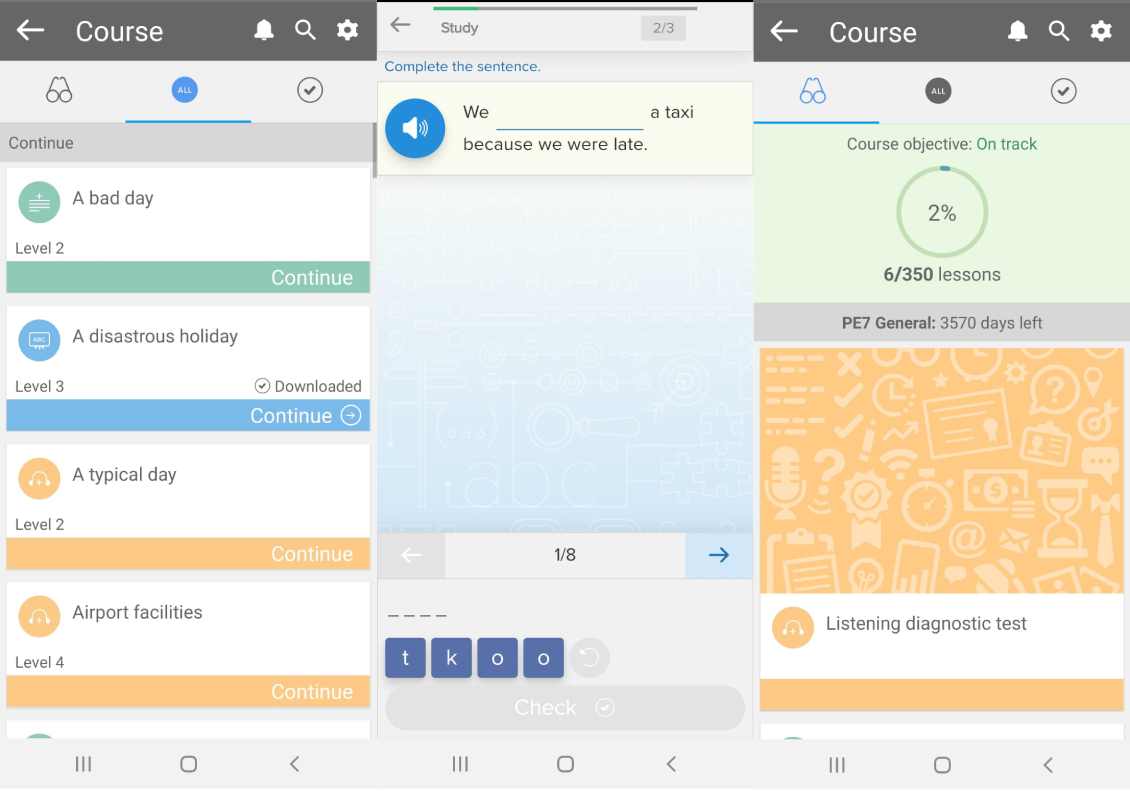 Course
ALL
Continue
A bad day
Level 2
Continue
ABC
A disastrous holiday
Level 3
Downloaded
Continue
A typical day
Level 2
Continue
Airport facilities
Level 4
Continue
Study
2/3
Complete the sentence.
We ____ a taxi
because we were late.
abc
1/8
_ _ _ _
t k o o
Check
Course
ALL
Course objective: On track
2%
6/350 lessons
PE7 General: 3570 days left
Listening diagnostic test